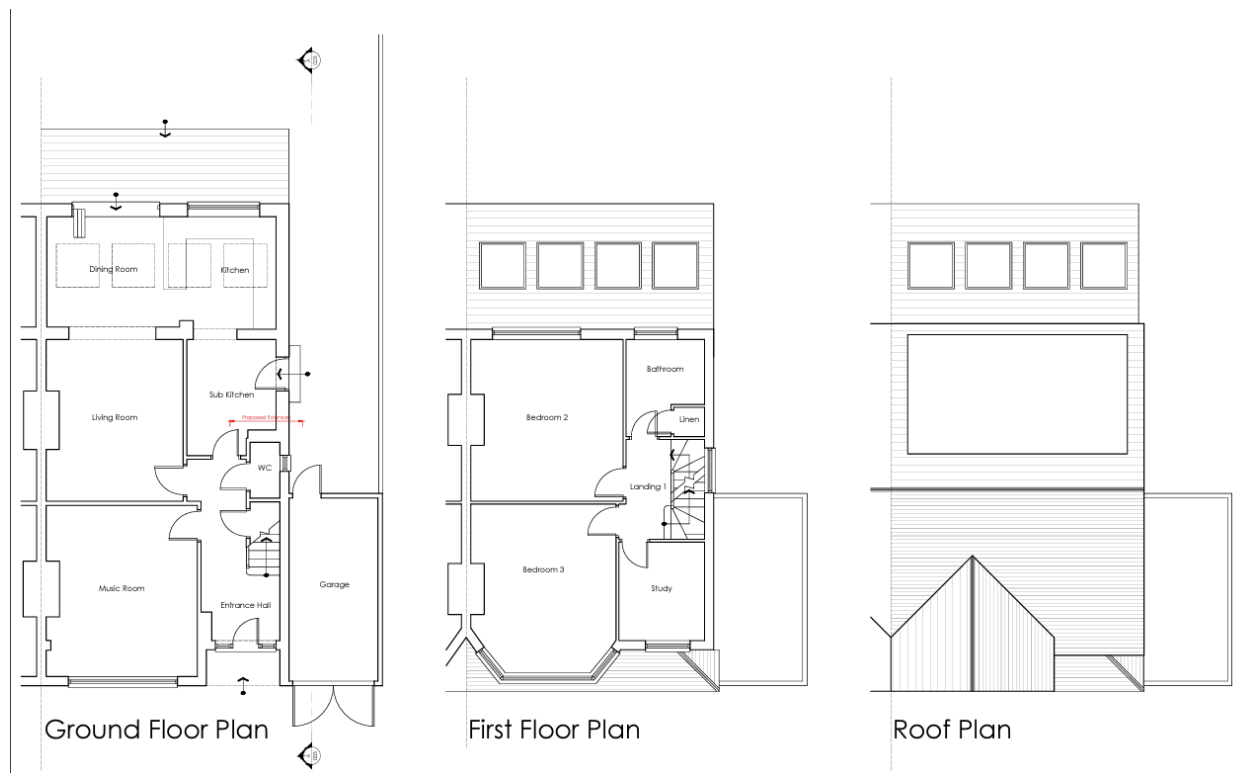 Dining Room
Kitchen
Sub Kitchen
Living Room
Proposed Extension
WC
Music Room
Entrance Hall
Garage
Ground Floor Plan
Bathroom
Bedroom 2
Linen
Landing 1
Bedroom 3
Study
First Floor Plan
Roof Plan